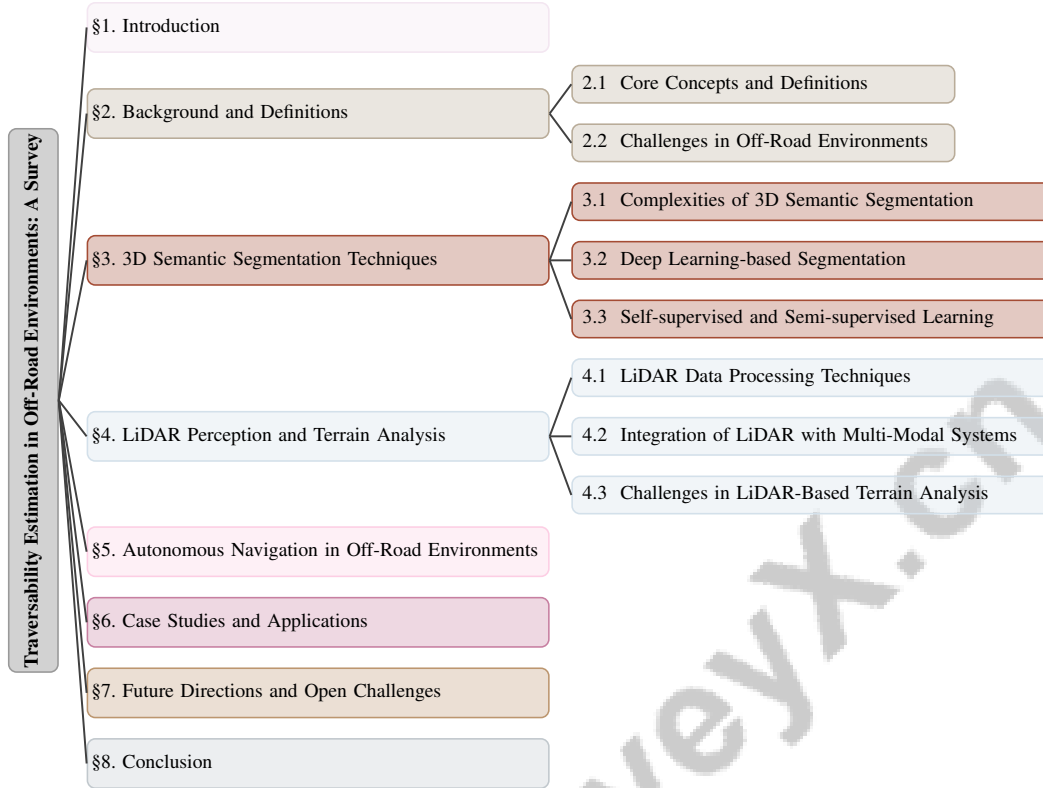 Traversability Estimation in Off-Road Environments: A Survey
§1. Introduction
§2. Background and Definitions
2.1 Core Concepts and Definitions
2.2 Challenges in Off-Road Environments
§3. 3D Semantic Segmentation Techniques
3.1 Complexities of 3D Semantic Segmentation
3.2 Deep Learning-based Segmentation
3.3 Self-supervised and Semi-supervised Learning
§4. LiDAR Perception and Terrain Analysis
4.1 LiDAR Data Processing Techniques
4.2 Integration of LiDAR with Multi-Modal Systems
4.3 Challenges in LiDAR-Based Terrain Analysis
§5. Autonomous Navigation in Off-Road Environments
§6. Case Studies and Applications
§7. Future Directions and Open Challenges
§8. Conclusion
veyx.cn